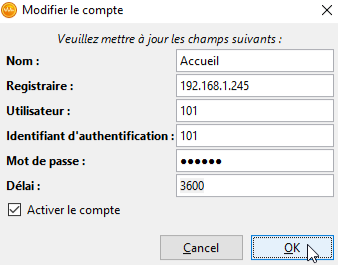 Modifier le compte
Veuillez mettre à jour les champs suivants :
Nom : Accueil
Registraire : 192.168.1.245
Utilisateur : 101
Identifiant d'authentification : 101
Mot de passe : ●●●●●●
Délai : 3600
Activer le compte
Cancel OK